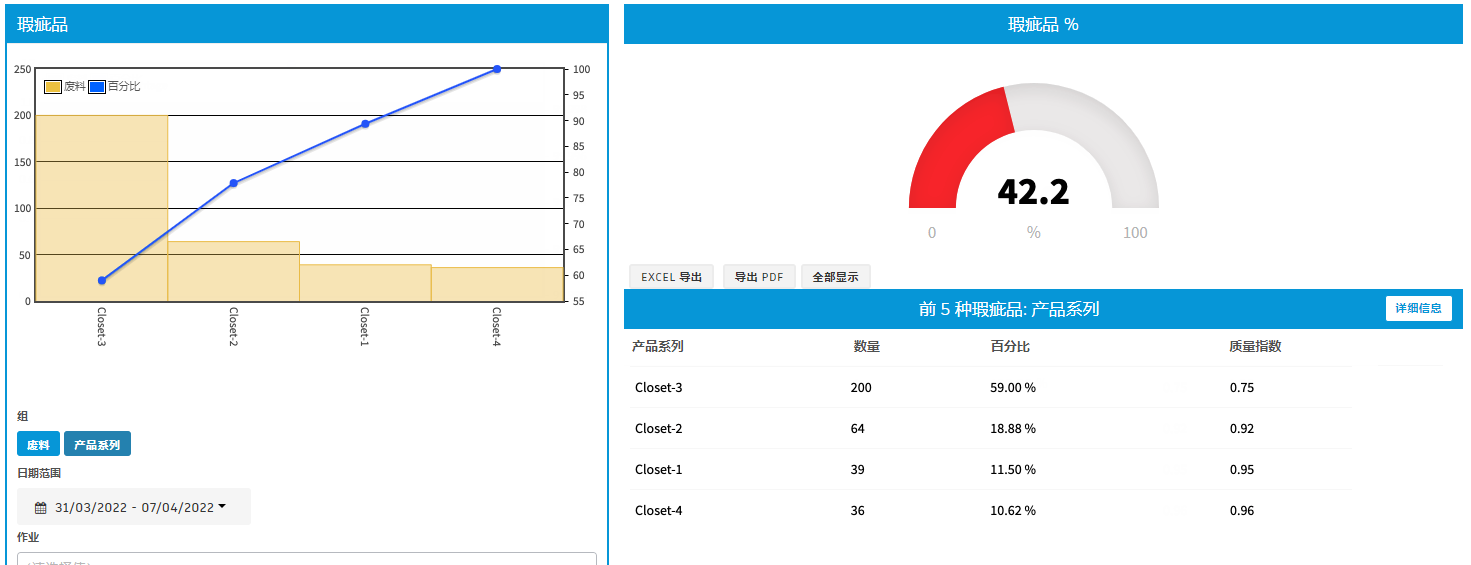 瑕疵品
废料 百分比
250
200
150
100
50
0
100
95
90
85
80
75
70
65
60
55
Closet-3
Closet-2
Closet-1
Closet-4
组
废料 产品系列
日期范围
31/03/2022 - 07/04/2022
作业
(请选择值)
瑕疵品 %
42.2
0 % 100
EXCEL 导出 导出 PDF 全部显示
前 5 种瑕疵品: 产品系列 详细信息
产品系列 数量 百分比 质量指数
Closet-3 200 59.00 % 0.75
Closet-2 64 18.88 % 0.92
Closet-1 39 11.50 % 0.95
Closet-4 36 10.62 % 0.96